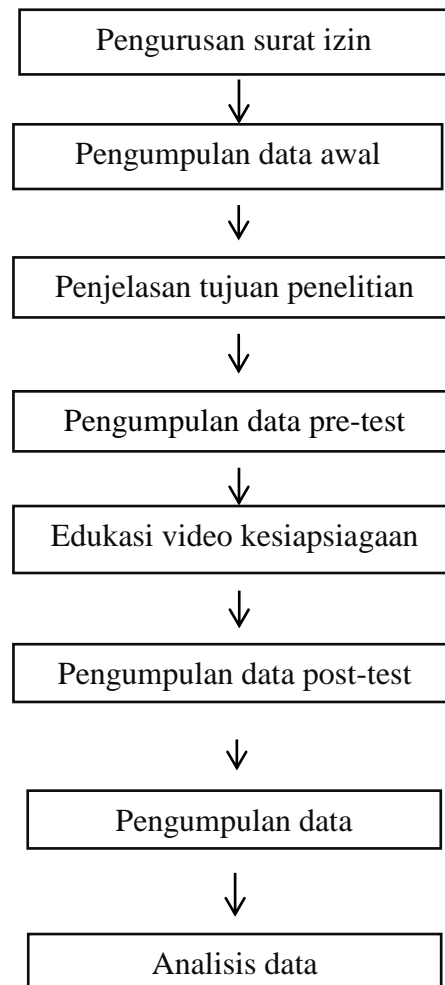 Pengurusan surat izin
Pengumpulan data awal
Penjelasan tujuan penelitian
Pengumpulan data pre-test
Edukasi video kesiapsiagaan
Pengumpulan data post-test
Pengumpulan data
Analisis data